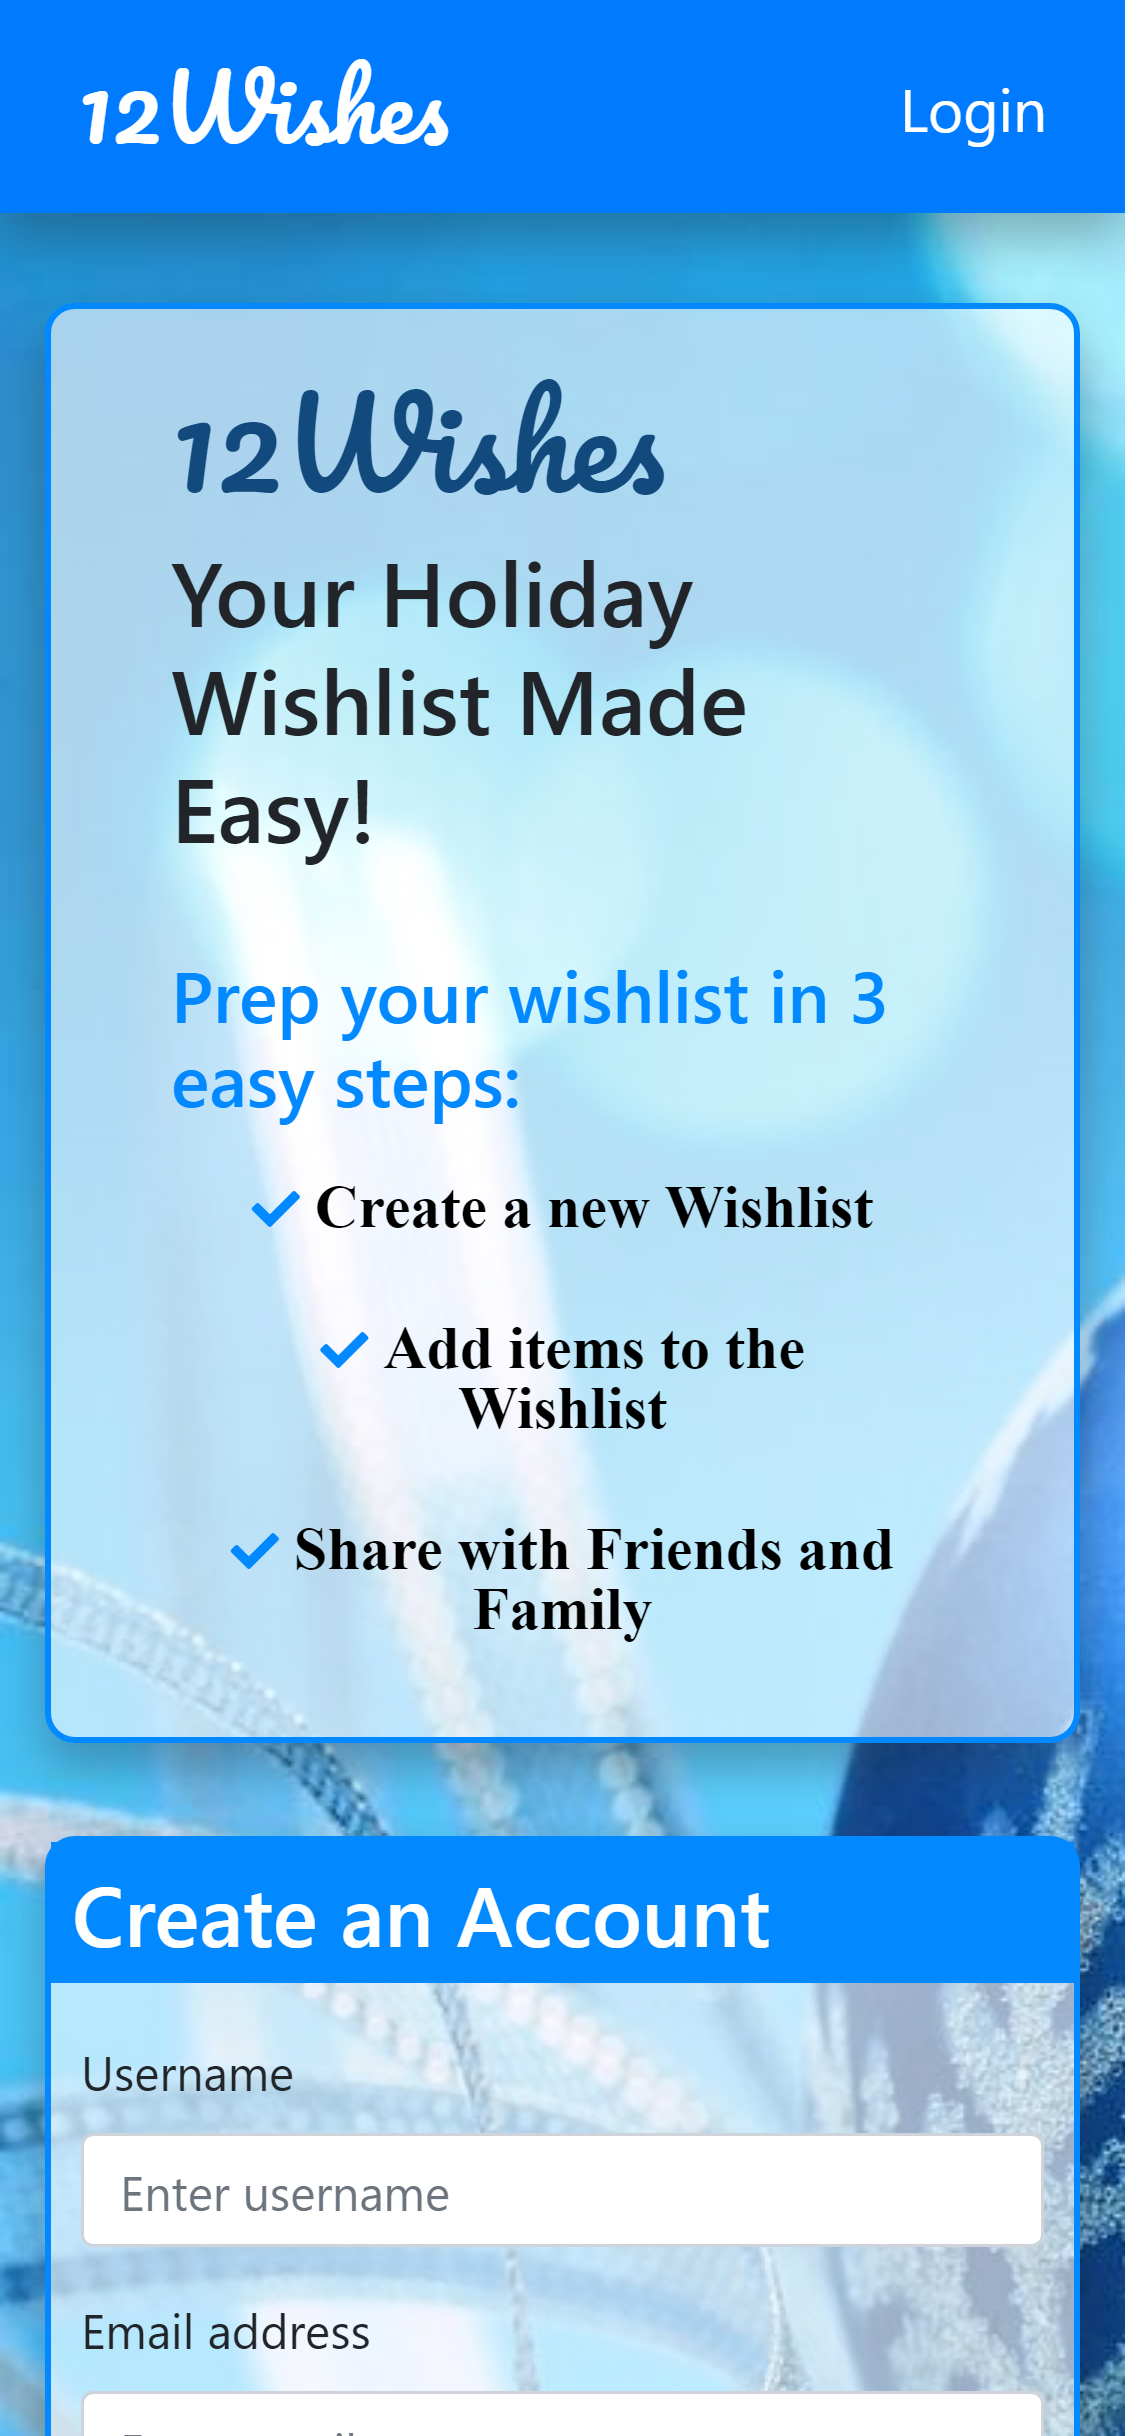 12Wishes
Login
12Wishes
Your Holiday
Wishlist Made
Easy!
Prep your wishlist in 3
easy steps:
Create a new Wishlist
Add items to the
Wishlist
Share with Friends and
Family
Create an Account
Username
Enter username
Email address